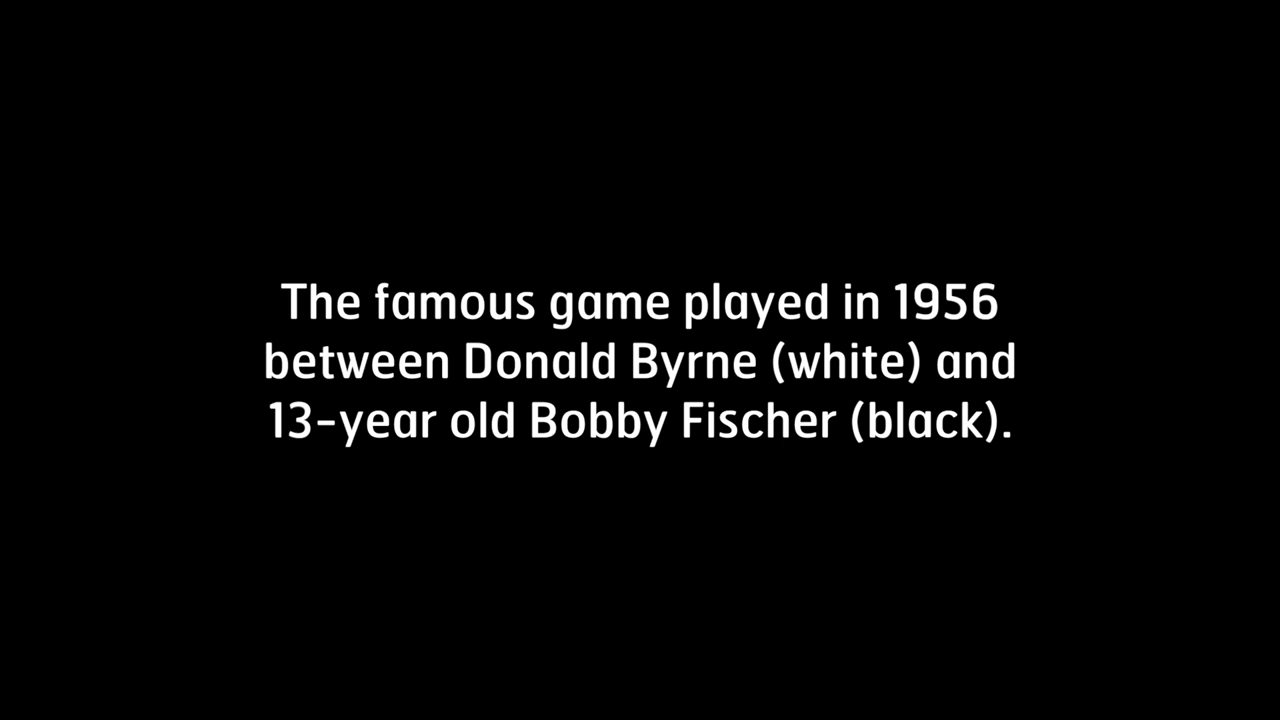 The famous game played in 1956
between Donald Byrne (white) and
13-year old Bobby Fischer (black).